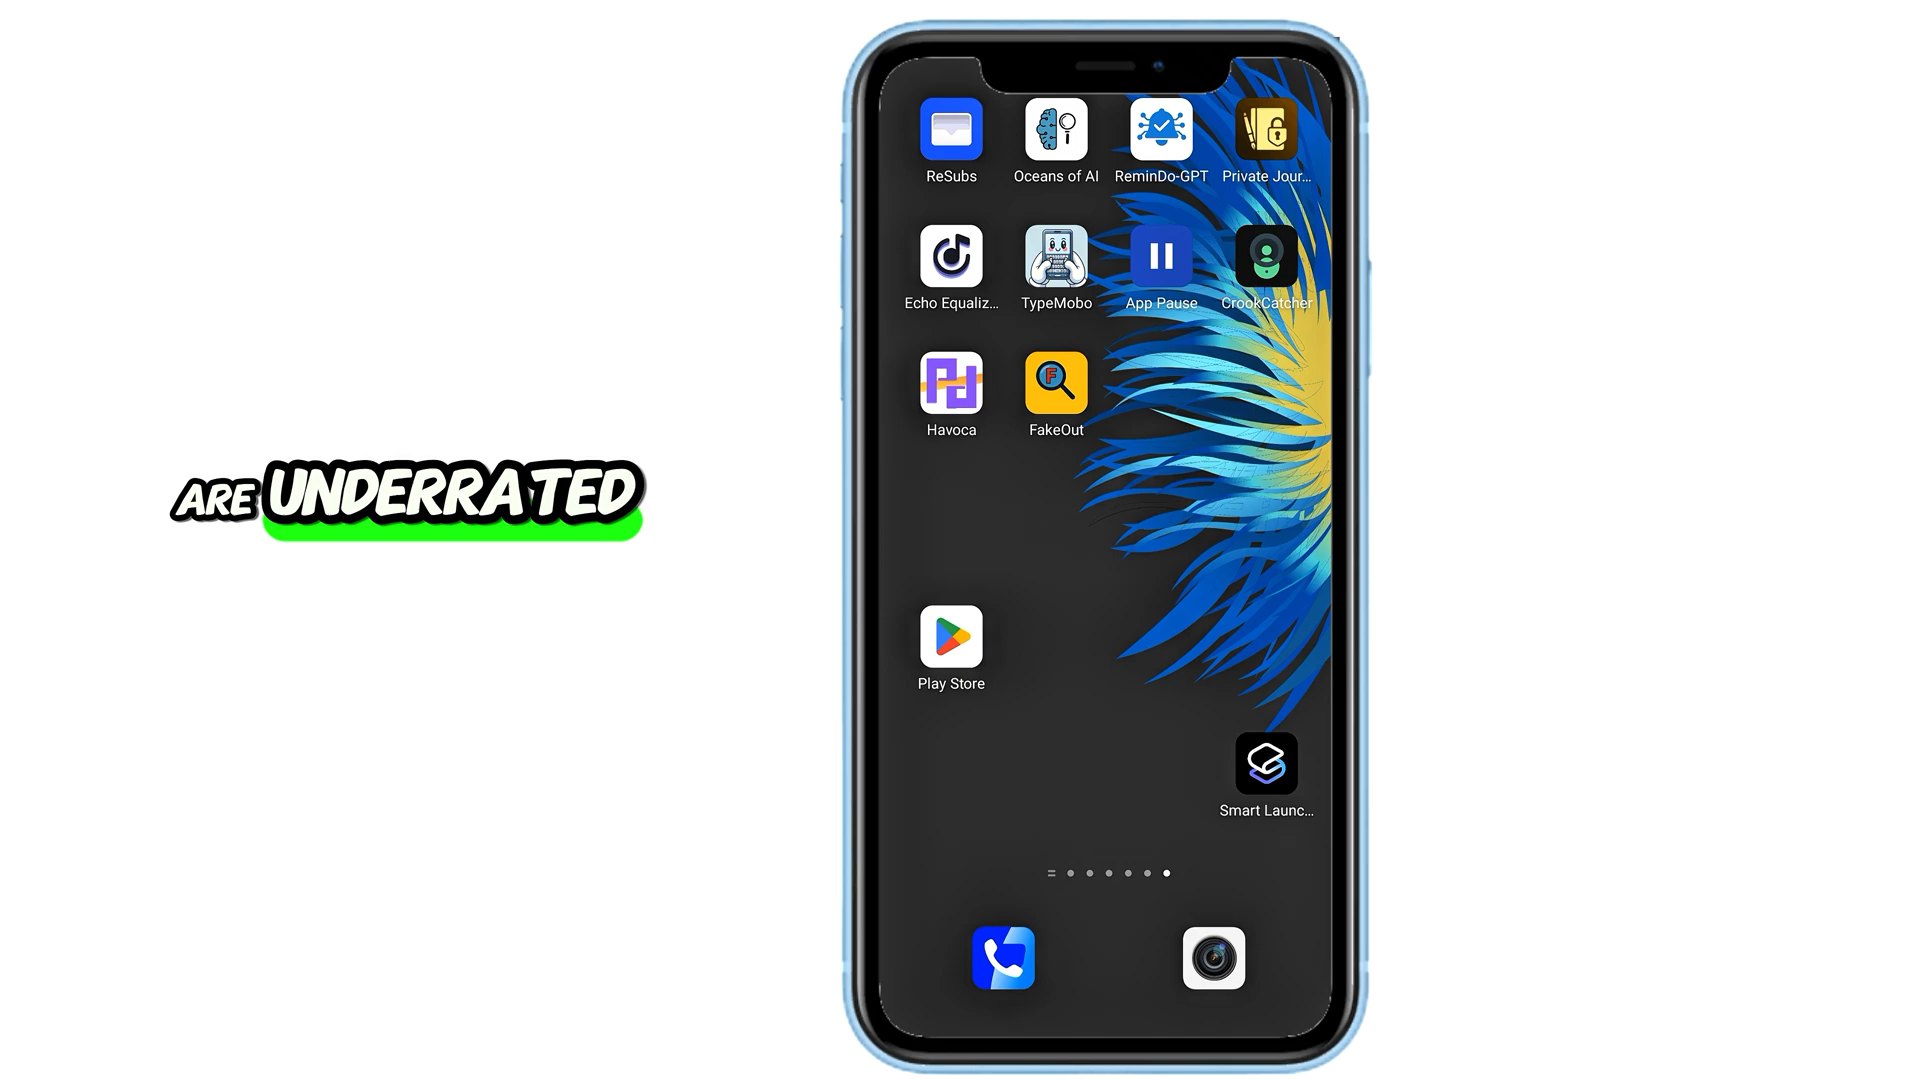 ReSubs
Oceans of AI
ReminDo-GPT
Private Jour...
Echo Equaliz...
TypeMobo
App Pause
CrookCatcher
Havoca
F
FakeOut
ARE UNDERRATED
Play Store
Smart Launc...